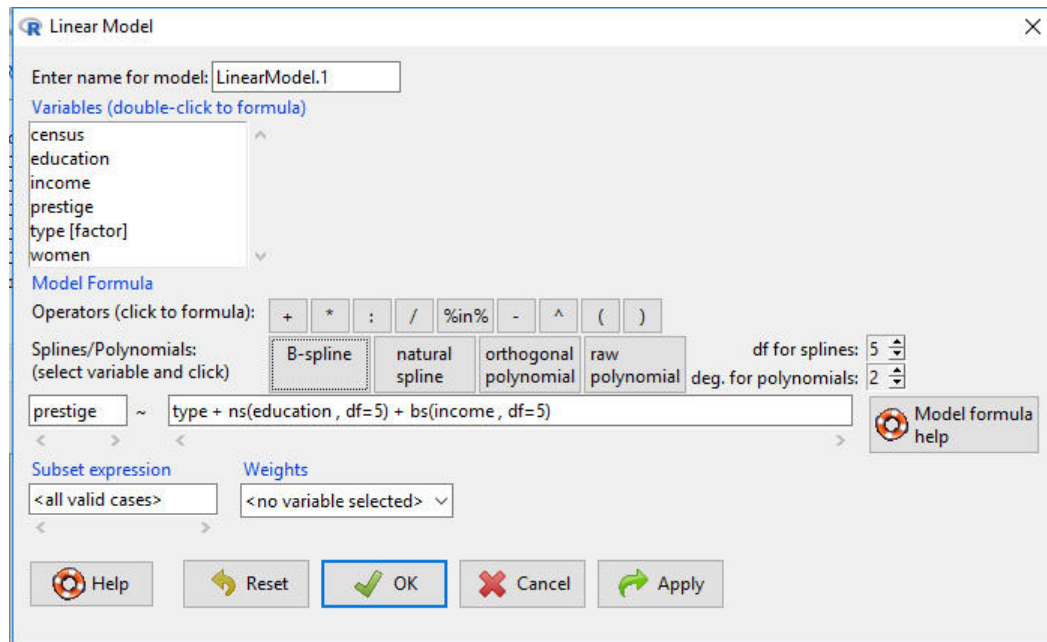 Linear Model
Enter name for model: LinearModel.1
Variables (double-click to formula)
census
education
income
prestige
type [factor]
women
Model Formula
Operators (click to formula): + * : / %in% - ^ ( )
Splines/Polynomials:
(select variable and click)
B-spline
natural
spline
orthogonal
polynomial
raw
polynomial
df for splines: 5
deg. for polynomials: 2
prestige ~ type + ns(education , df=5) + bs(income , df=5)
Model formula
help
Subset expression
Weights
<all valid cases>
<no variable selected>
Help
Reset
OK
Cancel
Apply